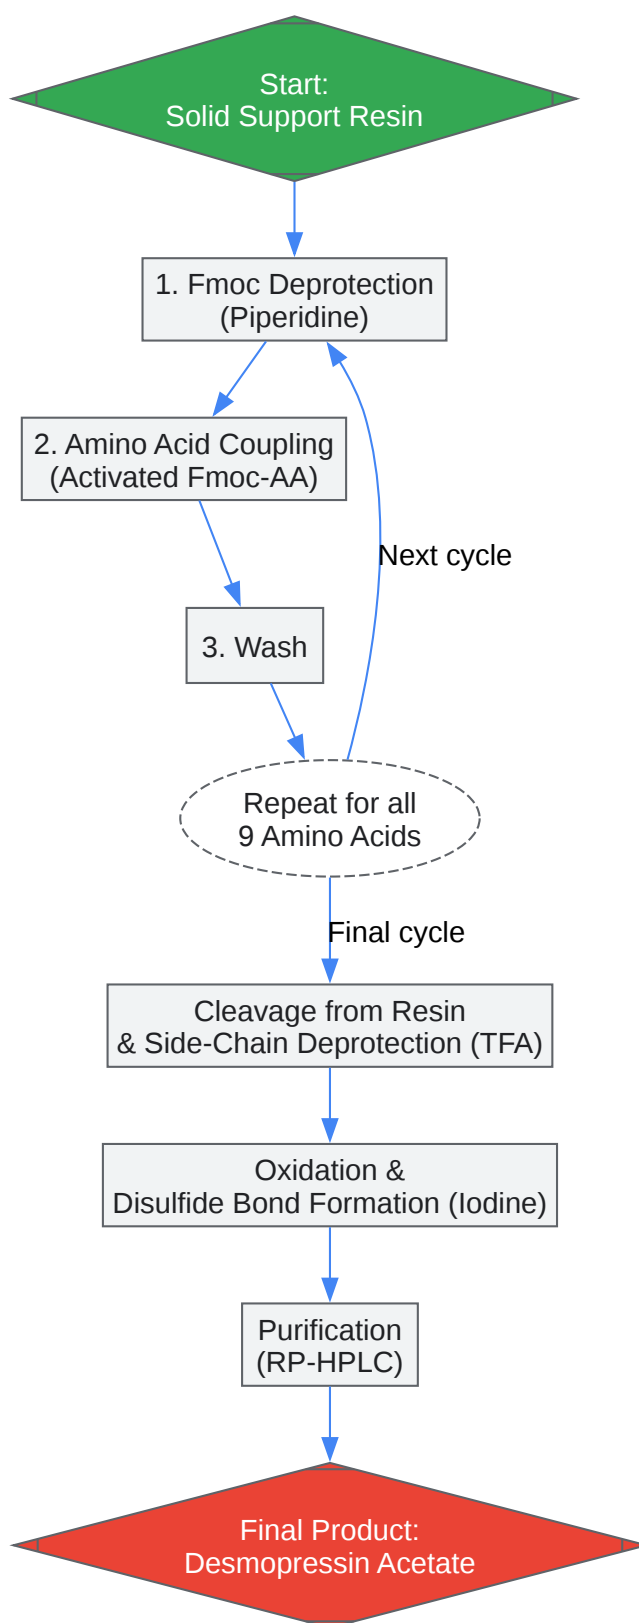 Start:
Solid Support Resin
1. Fmoc Deprotection
(Piperidine)
2. Amino Acid Coupling
(Activated Fmoc-AA)
Next cycle
3. Wash
Repeat for all
9 Amino Acids
Final cycle
Cleavage from Resin
& Side-Chain Deprotection (TFA)
Oxidation &
Disulfide Bond Formation (Iodine)
Purification
(RP-HPLC)
Final Product:
Desmopressin Acetate